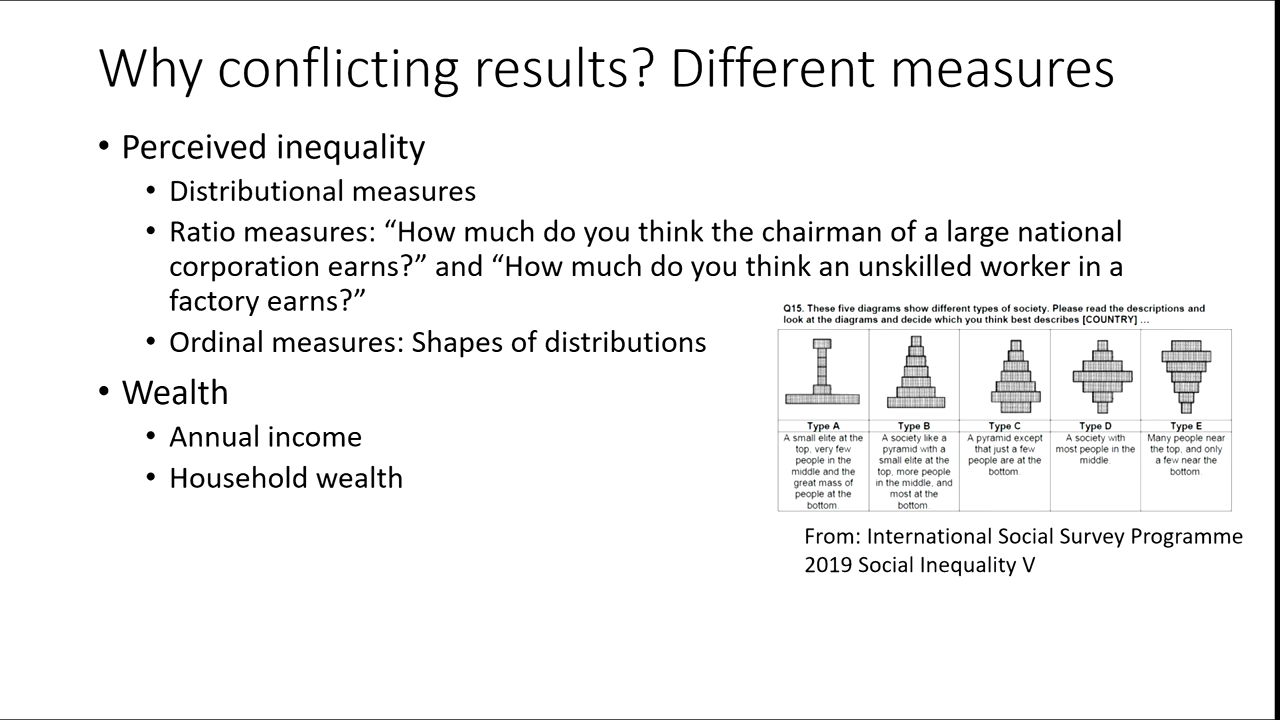 Why conflicting results? Different measures
• Perceived inequality
• Distributional measures
• Ratio measures: “How much do you think the chairman of a large national
corporation earns?” and “How much do you think an unskilled worker in a
factory earns?”
• Ordinal measures: Shapes of distributions
• Wealth
• Annual income
• Household wealth
Q15. These five diagrams show different types of society. Please read the descriptions and
look at the diagrams and decide which you think best describes [COUNTRY] ...
Type A
A small elite at the
top, very few
people in the
middle and the
great mass of
people at the
bottom.
Type B
A society like a
pyramid with a
small elite at the
top, more people
in the middle, and
most at the
bottom.
Type C
A pyramid except
that just a few
people are at the
bottom.
Type D
A society with
most people in the
middle.
Type E
Many people near
the top, and only
a few near the
bottom.
From: International Social Survey Programme
2019 Social Inequality V